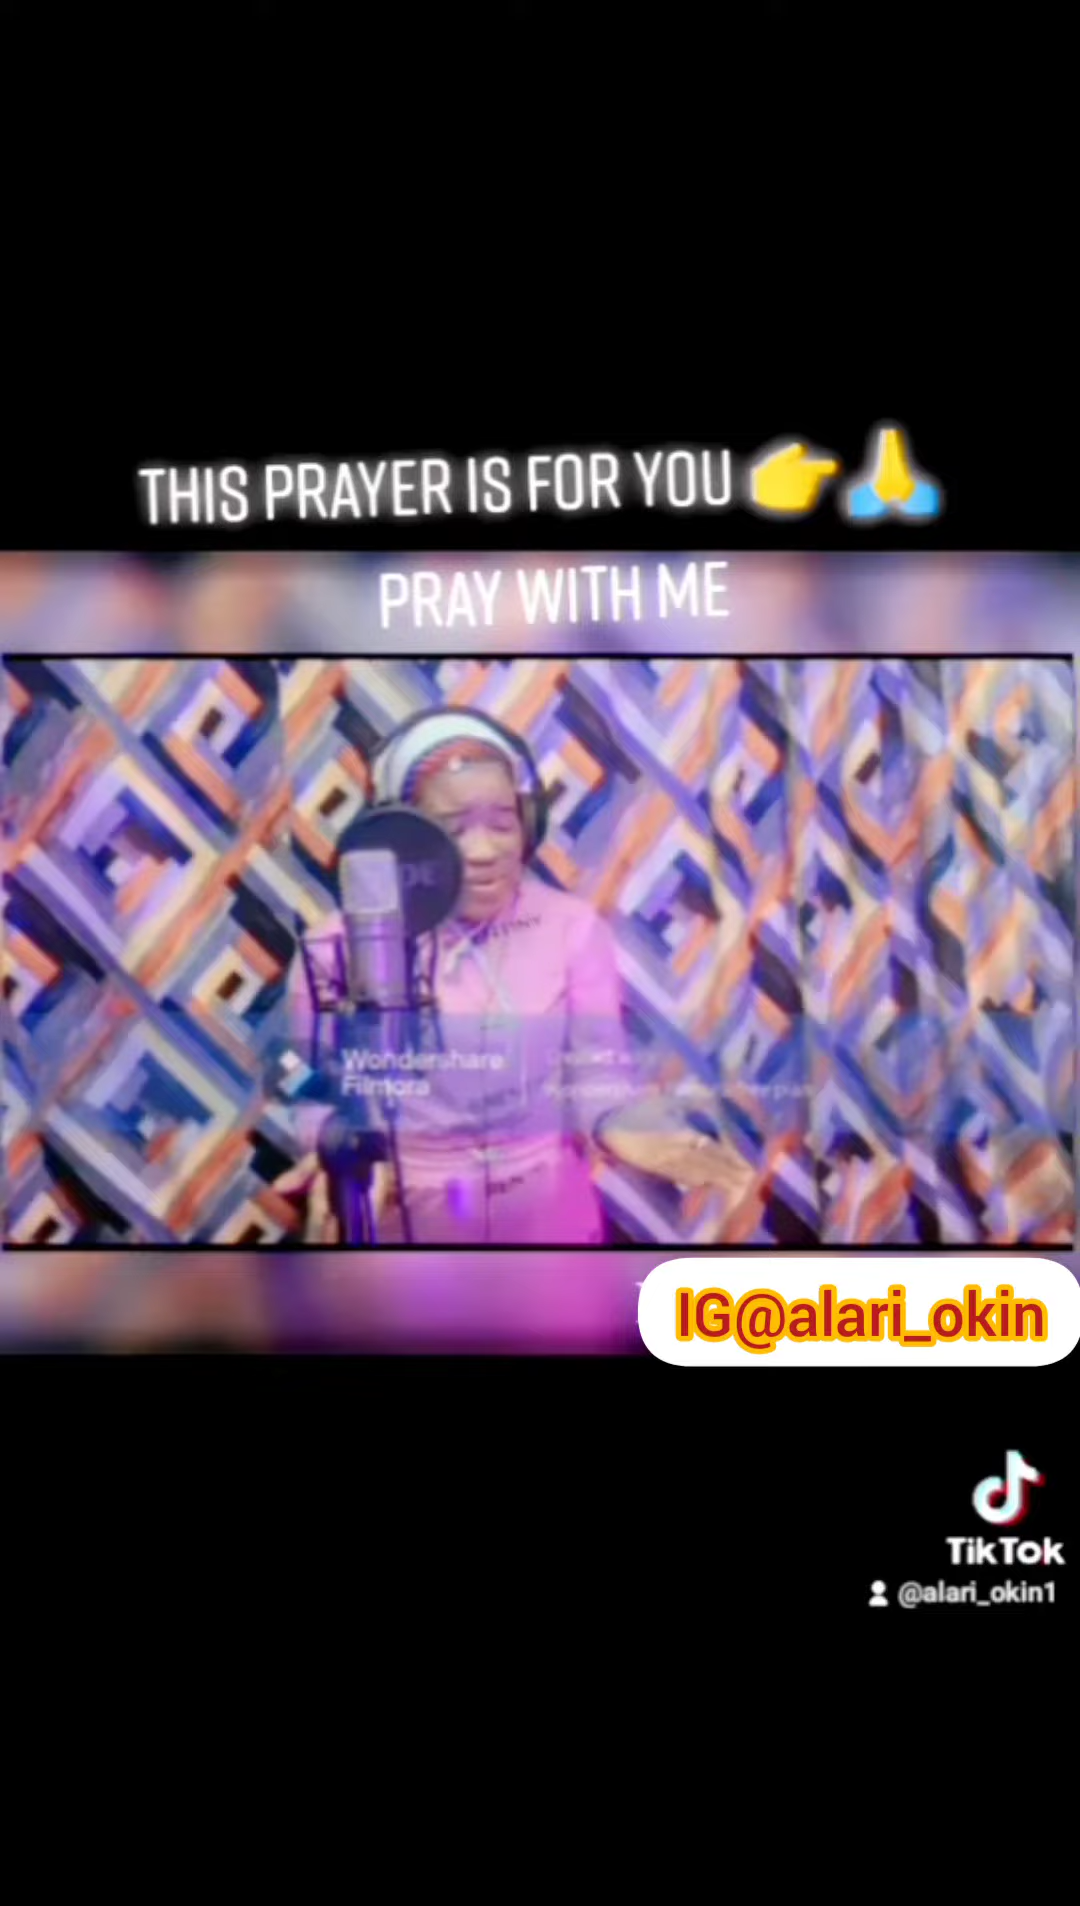 THIS PRAYER IS FOR YOU 👉🙏
PRAY WITH ME
Wondershare
Filmora
IG@alari_okin
TikTok
@alari_okin1